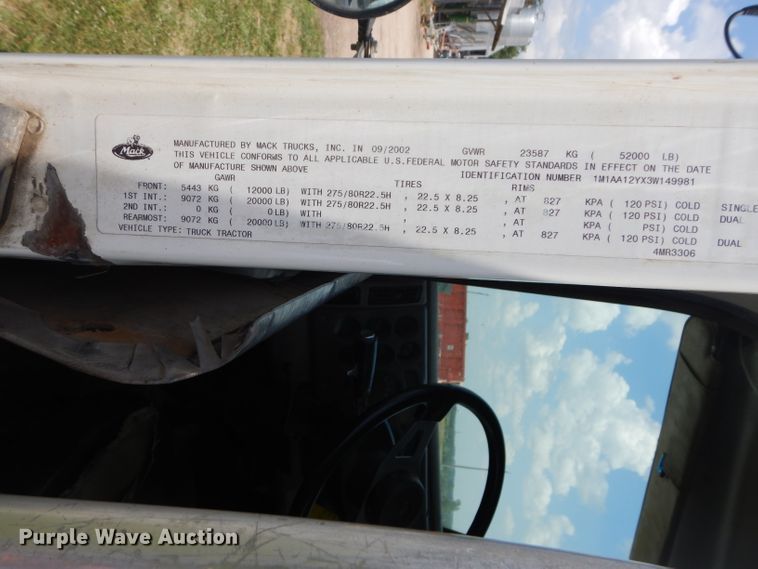 Mack
MANUFACTURED BY MACK TRUCKS, INC. IN 09/2002 GVWR 23587 KG ( 52000 LB)
THIS VEHICLE CONFORMS TO ALL APPLICABLE U.S.FEDERAL MOTOR SAFETY STANDARDS IN EFFECT ON THE DATE
OF MANUFACTURE SHOWN ABOVE IDENTIFICATION NUMBER 1M1AA12YX3W149981
GAWR TIRES RIMS
FRONT: 5443 KG ( 12000 LB) WITH 275/80R22.5H , 22.5 X 8.25 , AT 827 KPA ( 120 PSI) COLD SINGLE
1ST INT.: 9072 KG ( 20000 LB) WITH 275/80R22.5H , 22.5 X 8.25 , AT 827 KPA ( 120 PSI) COLD DUAL
2ND INT.: 0 KG ( 0 LB) WITH , , AT KPA ( PSI) COLD
REARMOST: 9072 KG ( 20000 LB) WITH 275/80R22.5H , 22.5 X 8.25 , AT 827 KPA ( 120 PSI) COLD DUAL
VEHICLE TYPE: TRUCK TRACTOR 4MR3306
Purple Wave Auction